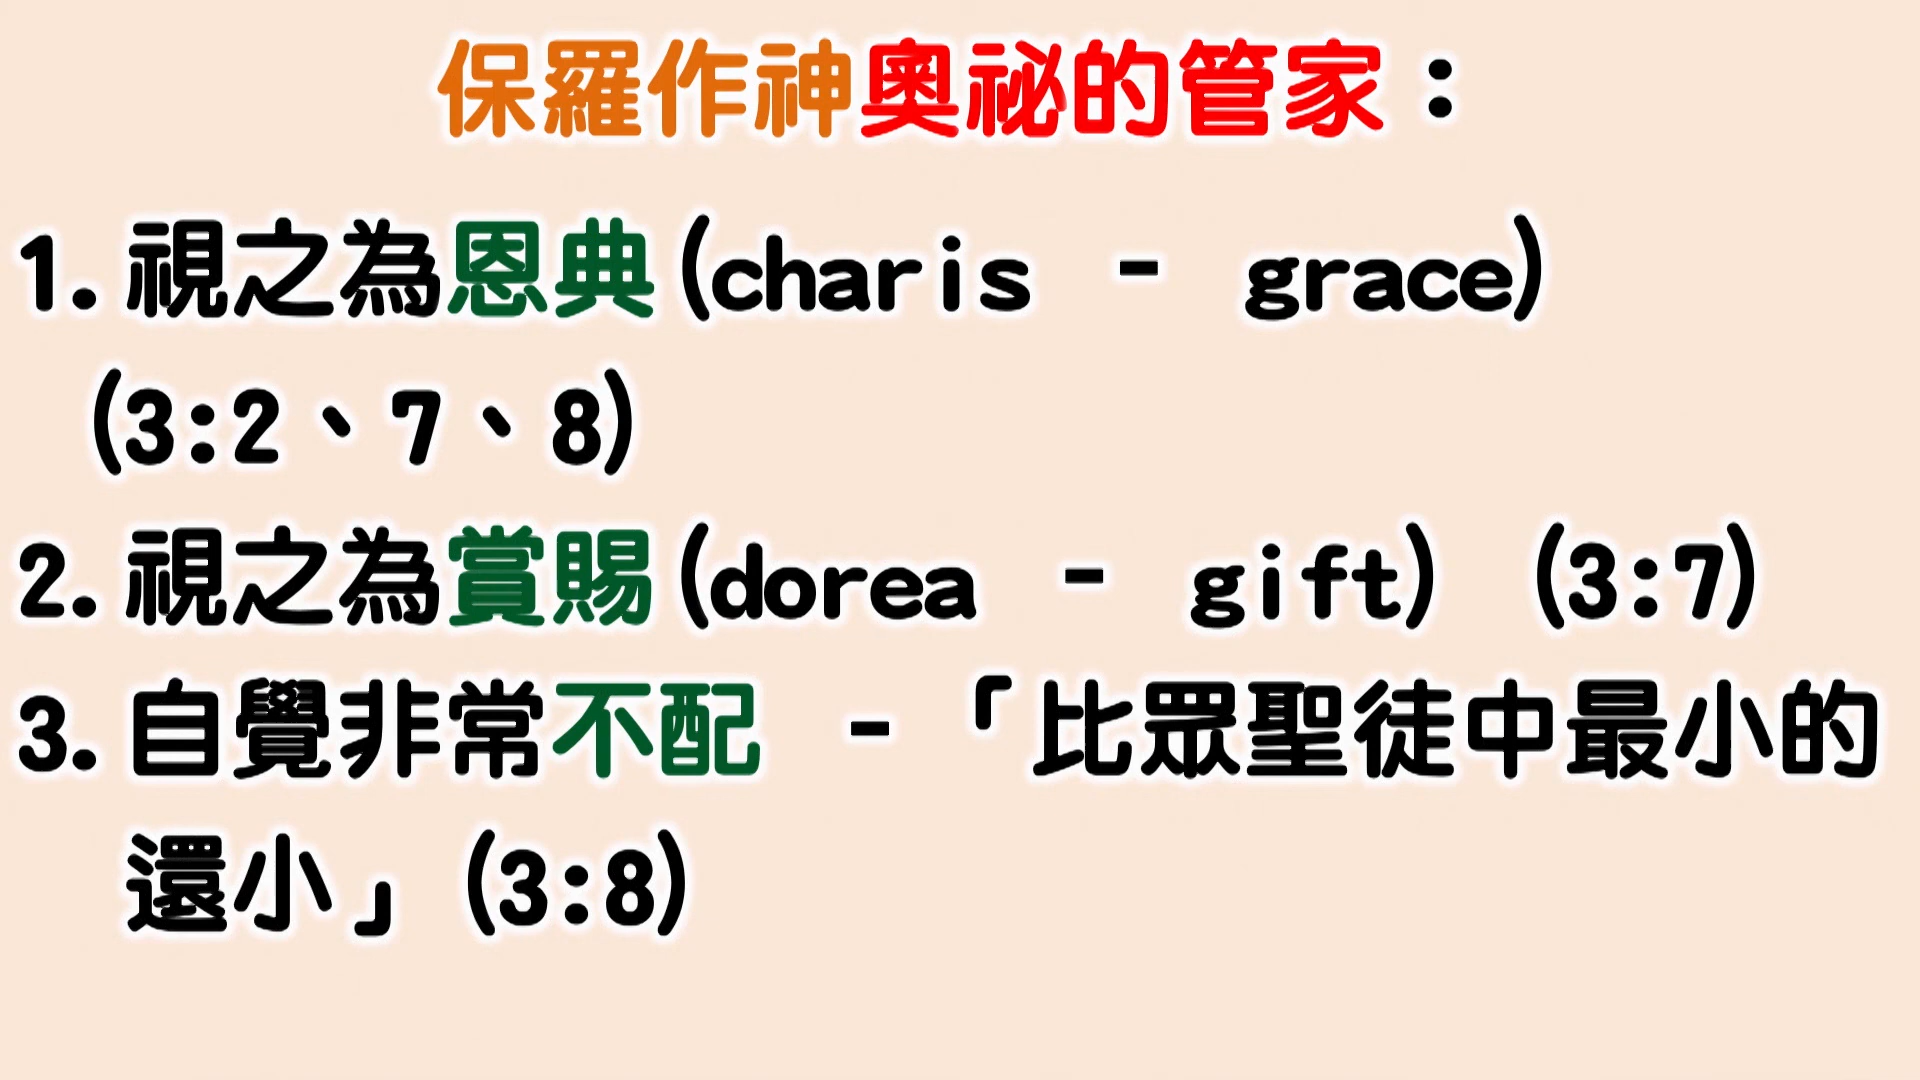 保羅作神奧祕的管家：
1.視之為恩典(charis - grace)
(3:2、7、8)
2.視之為賞賜(dorea - gift) (3:7)
3.自覺非常不配 -「比眾聖徒中最小的
還小」(3:8)